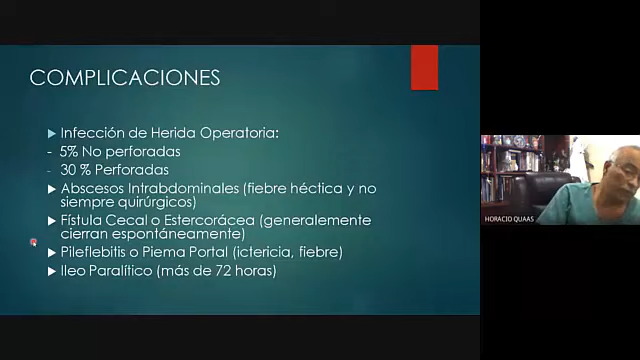 COMPLICACIONES
Infección de Herida Operatoria:
- 5% No perforadas
- 30 % Perforadas
Abscesos Intrabdominales (fiebre héctica y no
siempre quirúrgicos)
Fístula Cecal o Estercorácea (generalemente
cierran espontáneamente)
Pileflebitis o Piema Portal (ictericia, fiebre)
Ileo Paralítico (más de 72 horas)
HORACIO QUAAS